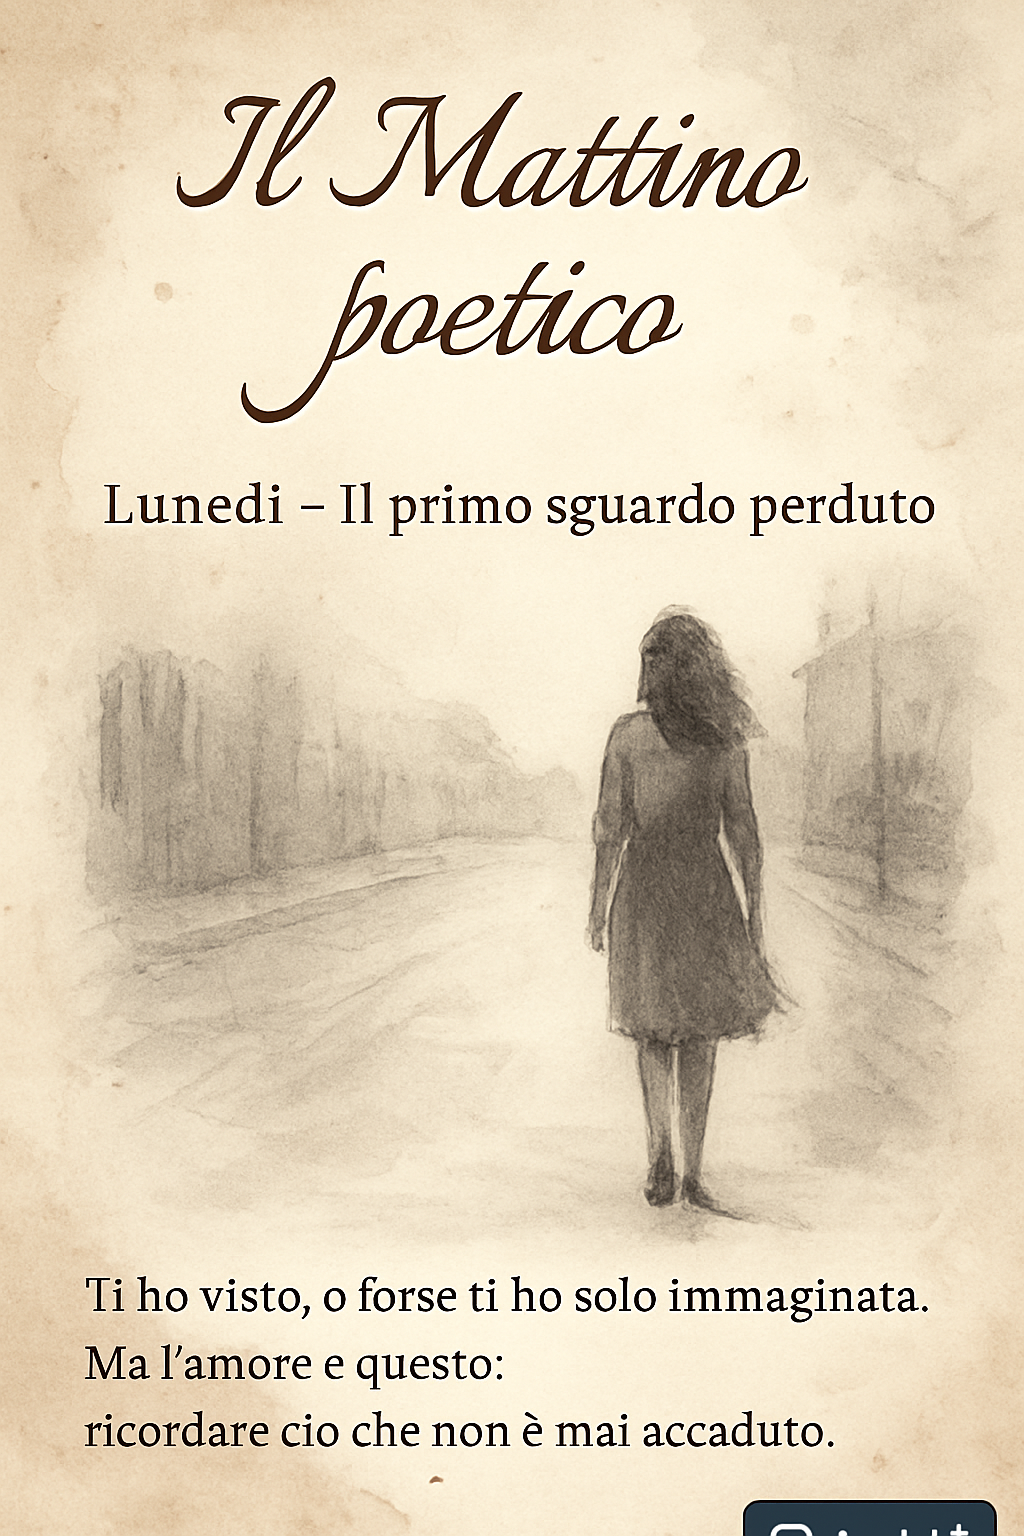 Il Mattino
poetico
Lunedi – Il primo sguardo perduto
Ti ho visto, o forse ti ho solo immaginata.
Ma l'amore e questo:
ricordare cio che non è mai accaduto.